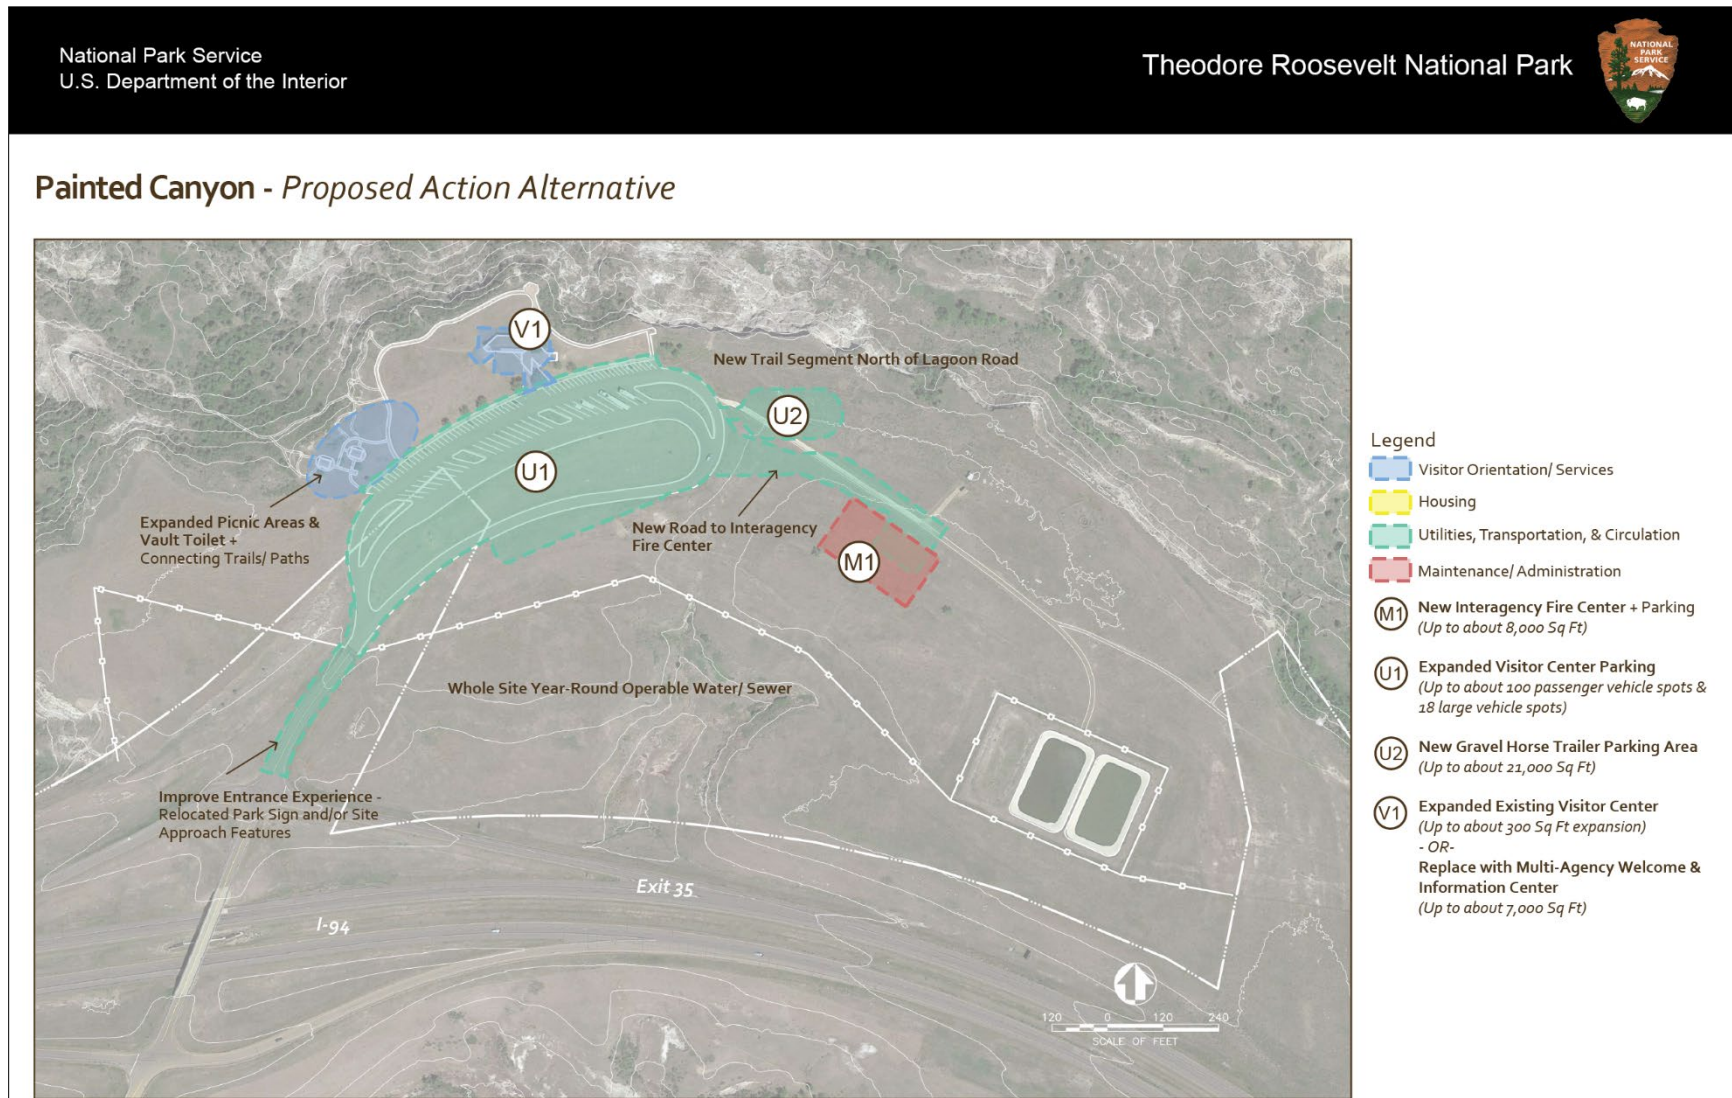 National Park Service
U.S. Department of the Interior
Theodore Roosevelt National Park
NATIONAL
PARK
SERVICE
Painted Canyon - Proposed Action Alternative
V1
New Trail Segment North of Lagoon Road
U2
U1
Expanded Picnic Areas &
Vault Toilet +
Connecting Trails/ Paths
New Road to Interagency
Fire Center
M1
Whole Site Year-Round Operable Water/ Sewer
Improve Entrance Experience -
Relocated Park Sign and/or Site
Approach Features
Exit 35
I-94
120 0 120 240
SCALE OF FEET
Legend
Visitor Orientation/ Services
Housing
Utilities, Transportation, & Circulation
Maintenance/ Administration
M1 New Interagency Fire Center + Parking
(Up to about 8,000 Sq Ft)
U1 Expanded Visitor Center Parking
(Up to about 100 passenger vehicle spots &
18 large vehicle spots)
U2 New Gravel Horse Trailer Parking Area
(Up to about 21,000 Sq Ft)
V1 Expanded Existing Visitor Center
(Up to about 300 Sq Ft expansion)
- OR-
Replace with Multi-Agency Welcome &
Information Center
(Up to about 7,000 Sq Ft)